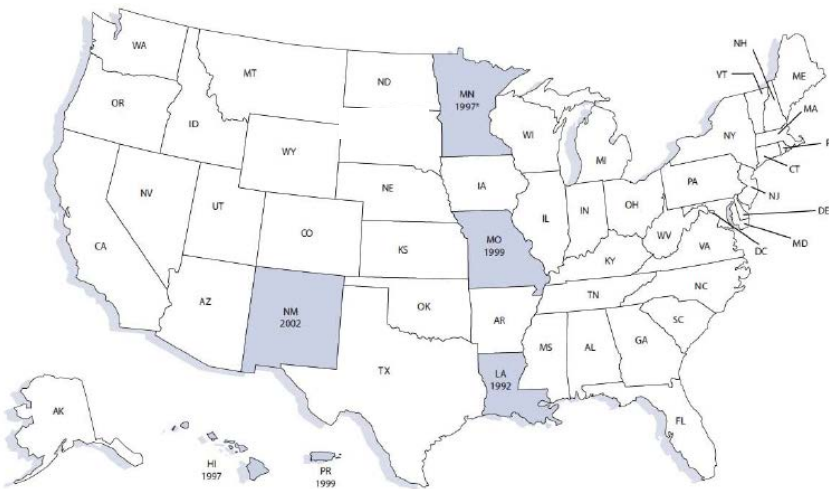 WA
MT
ND
MN
1997*
OR
ID
WY
WI
MI
NH
VT
ME
MA
NY
CT
NV
UT
NE
IA
PA
NJ
CA
CO
KS
MO
1999
IL
IN
OH
WV
VA
DE
MD
DC
KY
AZ
NM
2002
OK
AR
TN
NC
SC
TX
LA
1992
MS
AL
GA
FL
AK
HI
1997
PR
1999